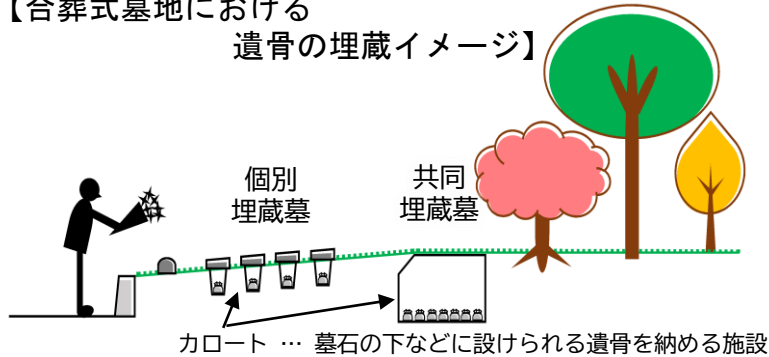 【合葬式墓地における
遺骨の埋蔵イメージ】
個別
埋蔵墓
共同
埋蔵墓
カロート … 墓石の下などに設けられる遺骨を納める施設